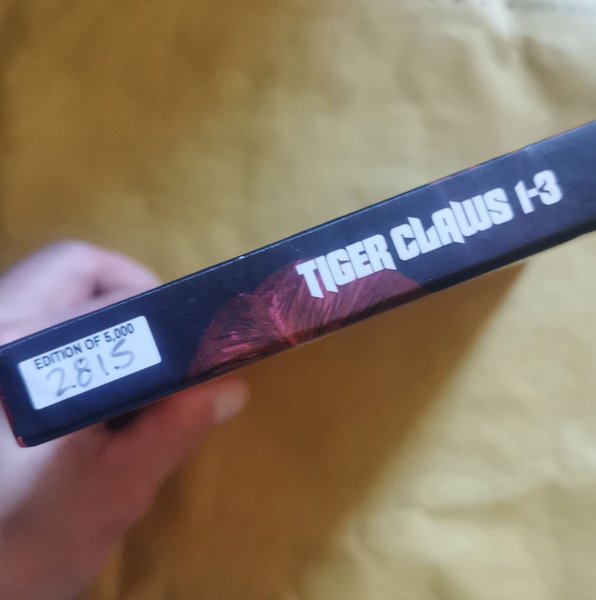 EDITION OF 5,000
2815
TIGER CLAWS 1-3